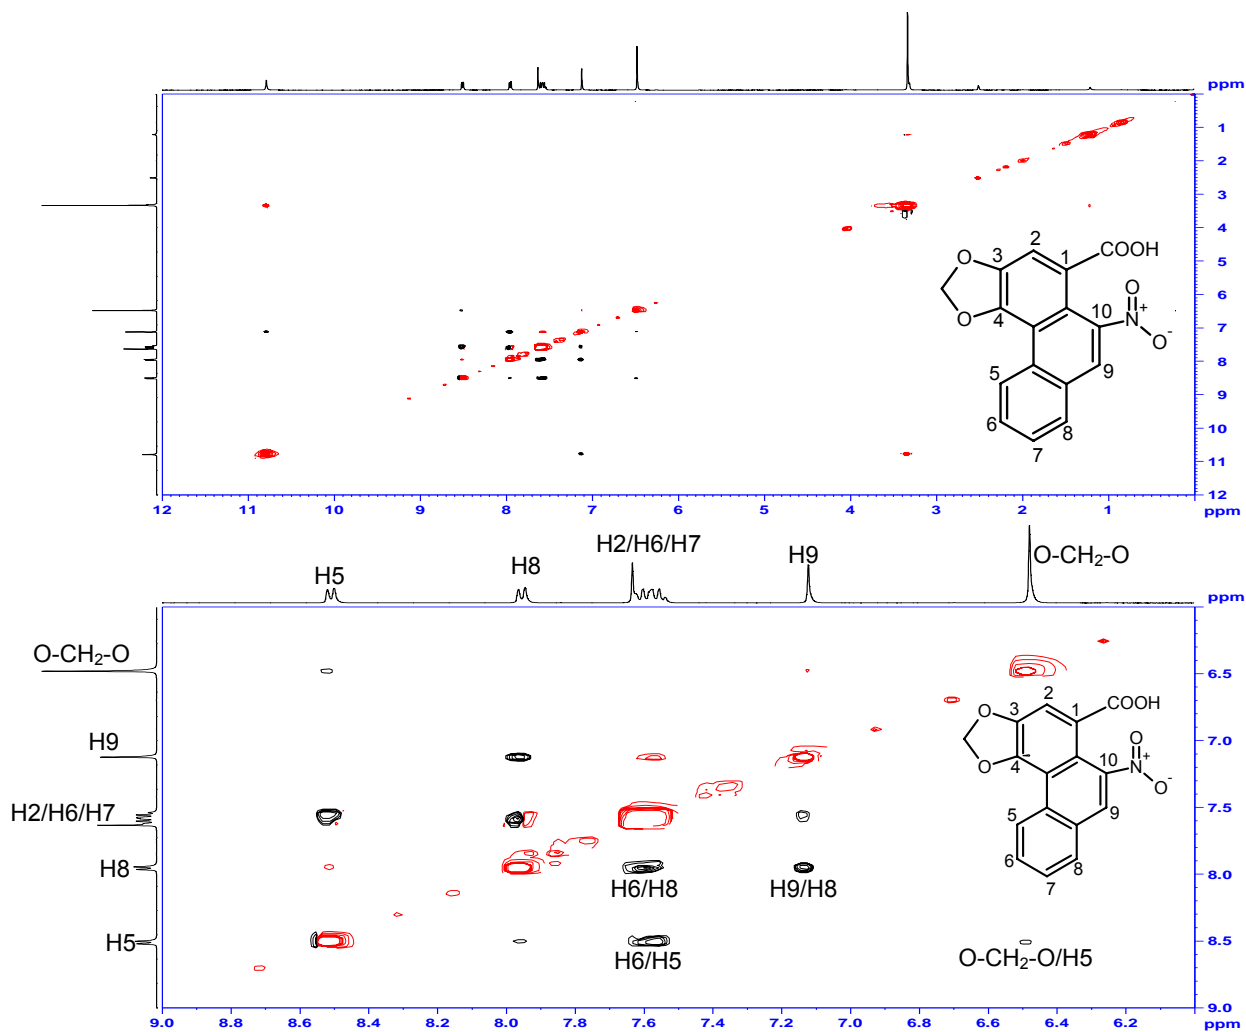 ppm
1
2
3
4
5
6
7
8
9
10
11
12
12 11 10 9 8 7 6 5 4 3 2 1 ppm
2
O 3 1 COOH
O 4 10 O
N+
O-
5 9
6 8
7
H5 H8 H2/H6/H7 H9 O-CH₂-O
ppm
O-CH₂-O
H9
H2/H6/H7
H8
H5
6.5
7.0
7.5
8.0
8.5
9.0
2
O 3 1 COOH
O 4- 10 O
N+
O-
5 9
6 8
7
H6/H8 H9/H8
H6/H5 O-CH₂-O/H5
9.0 8.8 8.6 8.4 8.2 8.0 7.8 7.6 7.4 7.2 7.0 6.8 6.6 6.4 6.2 ppm